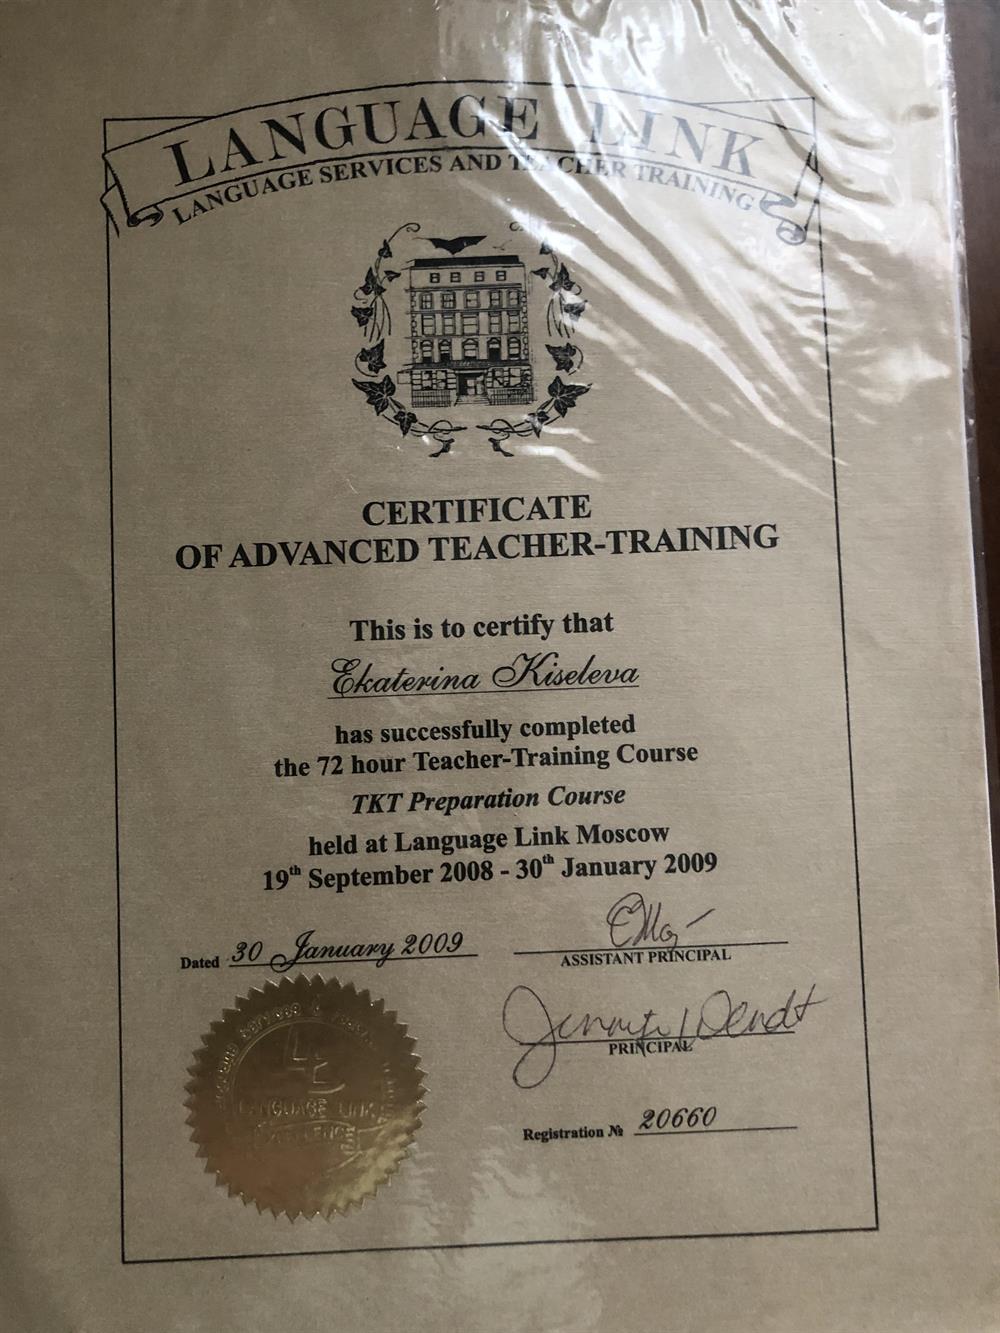 LANGUAGE LINK
LANGUAGE SERVICES AND TEACHER TRAINING
CERTIFICATE
OF ADVANCED TEACHER-TRAINING
This is to certify that
Ekaterina Kiseleva
has successfully completed
the 72 hour Teacher-Training Course
TKT Preparation Course
held at Language Link Moscow
19th September 2008 - 30th January 2009
Dated 30 January 2009
ASSISTANT PRINCIPAL
PRINCIPAL
LANGUAGE LINK
Registration № 20660